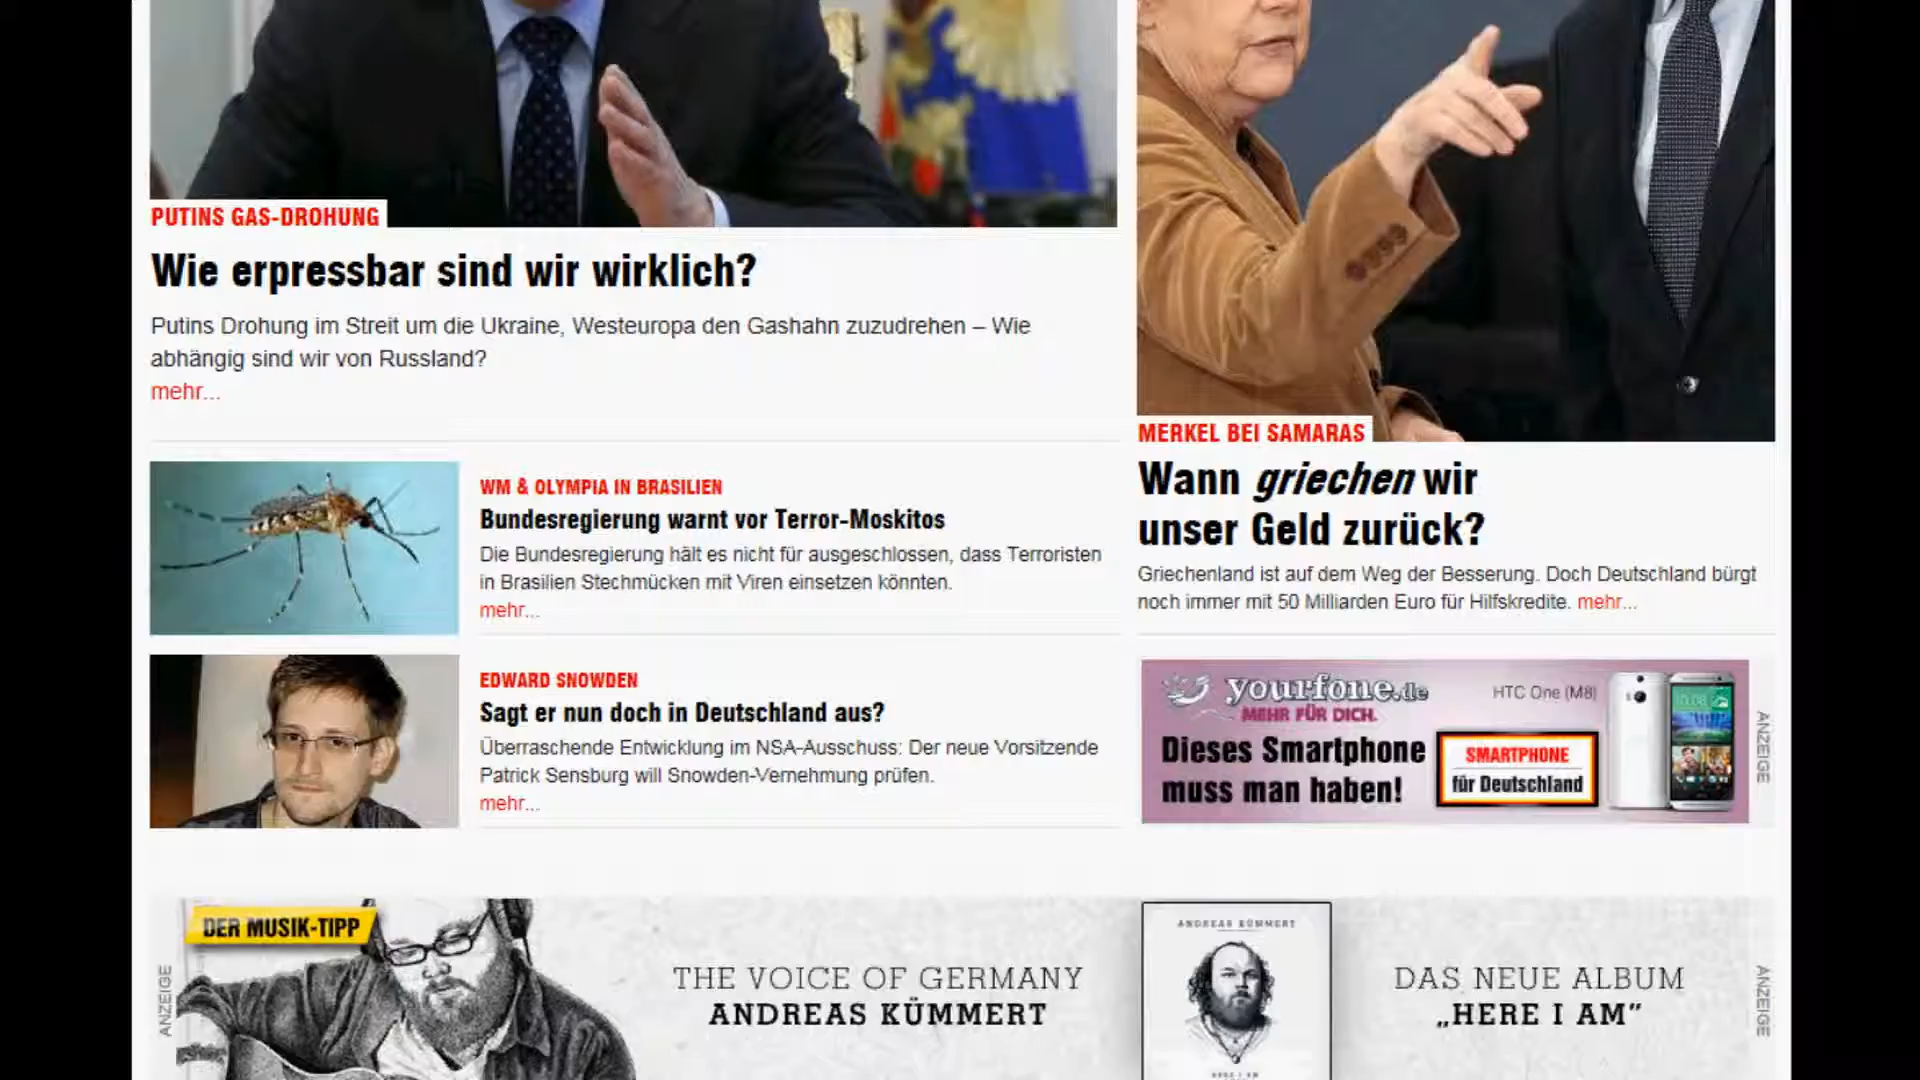 PUTINS GAS-DROHUNG
Wie erpressbar sind wir wirklich?
Putins Drohung im Streit um die Ukraine, Westeuropa den Gashahn zuzudrehen – Wie
abhängig sind wir von Russland?
mehr...
WM & OLYMPIA IN BRASILIEN
Bundesregierung warnt vor Terror-Moskitos
Die Bundesregierung hält es nicht für ausgeschlossen, dass Terroristen
in Brasilien Stechmücken mit Viren einsetzen könnten.
mehr...
EDWARD SNOWDEN
Sagt er nun doch in Deutschland aus?
Überraschende Entwicklung im NSA-Ausschuss: Der neue Vorsitzende
Patrick Sensburg will Snowden-Vernehmung prüfen.
mehr...
MERKEL BEI SAMARAS
Wann griechen wir
unser Geld zurück?
Griechenland ist auf dem Weg der Besserung. Doch Deutschland bürgt
noch immer mit 50 Milliarden Euro für Hilfskredite. mehr...
yourfone.de
MEHR FÜR DICH.
HTC One (M8)
Dieses Smartphone
muss man haben!
SMARTPHONE
für Deutschland
10:08
ANZEIGE
DER MUSIK-TIPP
ANZEIGE
THE VOICE OF GERMANY
ANDREAS KÜMMERT
ANDREAS KÜMMERT
HERE I AM
DAS NEUE ALBUM
„HERE I AM”
ANZEIGE